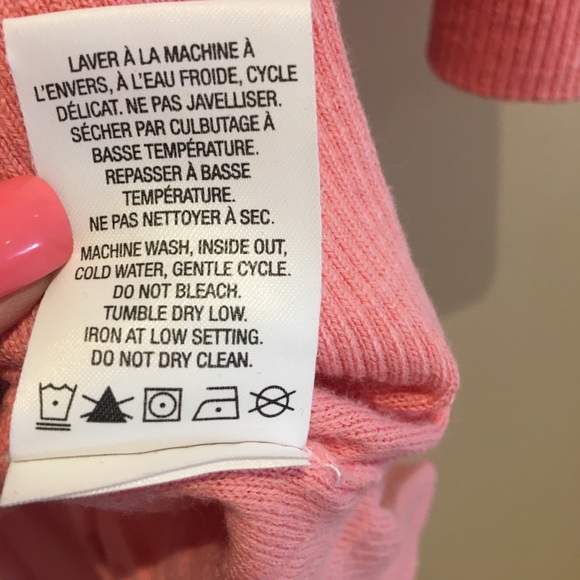 LAVER À LA MACHINE À
L'ENVERS, À L'EAU FROIDE, CYCLE
DÉLICAT. NE PAS JAVELLISER.
SÉCHER PAR CULBUTAGE À
BASSE TEMPÉRATURE.
REPASSER À BASSE
TEMPÉRATURE.
NE PAS NETTOYER À SEC.
MACHINE WASH, INSIDE OUT,
COLD WATER, GENTLE CYCLE.
DO NOT BLEACH.
TUMBLE DRY LOW.
IRON AT LOW SETTING.
DO NOT DRY CLEAN.